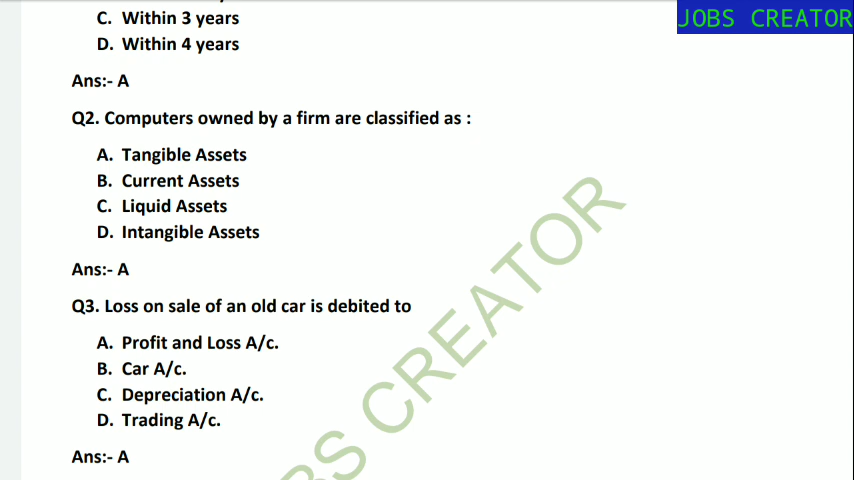 C. Within 3 years
JOBS CREATOR
D. Within 4 years
Ans:- A
Q2. Computers owned by a firm are classified as :
A. Tangible Assets
B. Current Assets
C. Liquid Assets
D. Intangible Assets
Ans:- A
Q3. Loss on sale of an old car is debited to
A. Profit and Loss A/c.
B. Car A/c.
C. Depreciation A/c.
D. Trading A/c.
Ans:- A
BS CREATOR